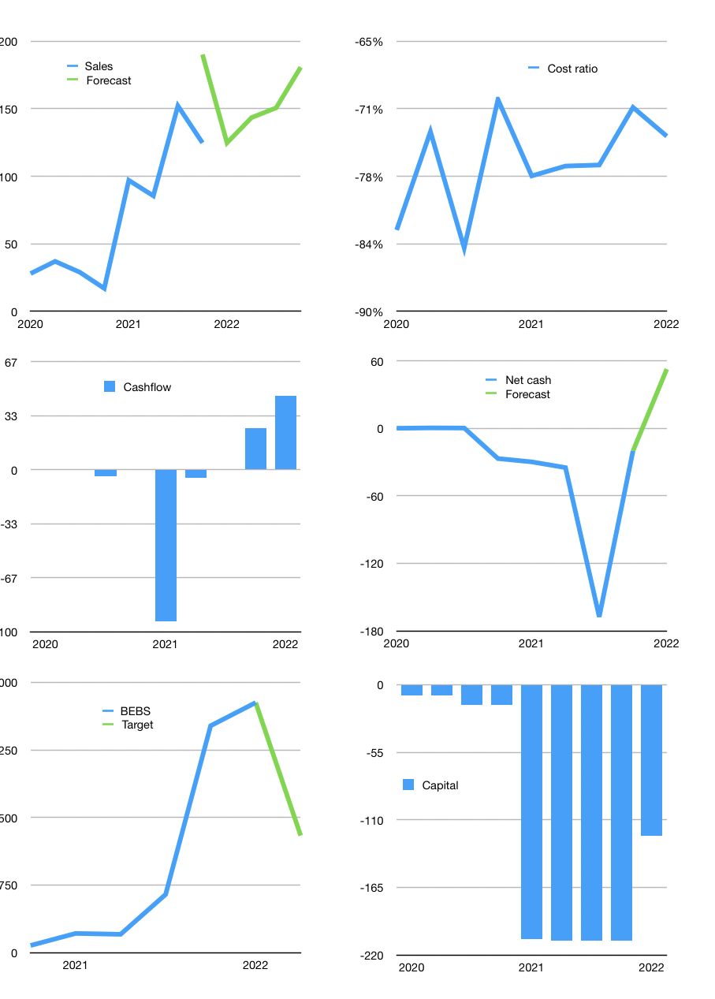 200
150
100
50
0
Sales
Forecast
2020 2021 2022
-65%
-71%
-78%
-84%
-90%
Cost ratio
2020 2021 2022
67
33
0
-33
-67
100
Cashflow
2020 2021 2022
60
0
-60
-120
-180
Net cash
Forecast
2020 2021 2022
000
250
500
750
0
BEBS
Target
2021 2022
0
-55
-110
-165
-220
Capital
2020 2021 2022